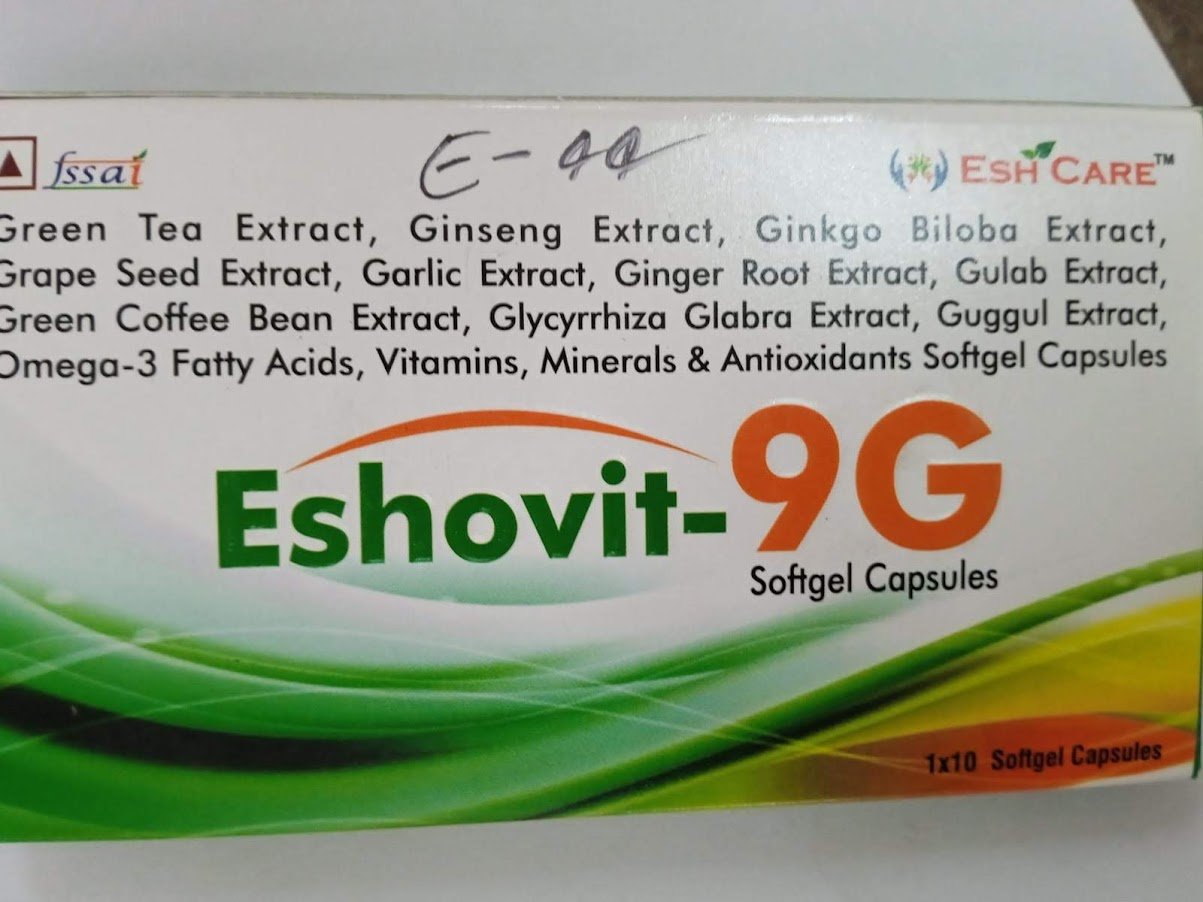 fssai
E-
ESH CARE™
Green Tea Extract, Ginseng Extract, Ginkgo Biloba Extract,
Grape Seed Extract, Garlic Extract, Ginger Root Extract, Gulab Extract,
Green Coffee Bean Extract, Glycyrrhiza Glabra Extract, Guggul Extract,
Omega-3 Fatty Acids, Vitamins, Minerals & Antioxidants Softgel Capsules
Eshovit-9G
Softgel Capsules
1x10 Softgel Capsules